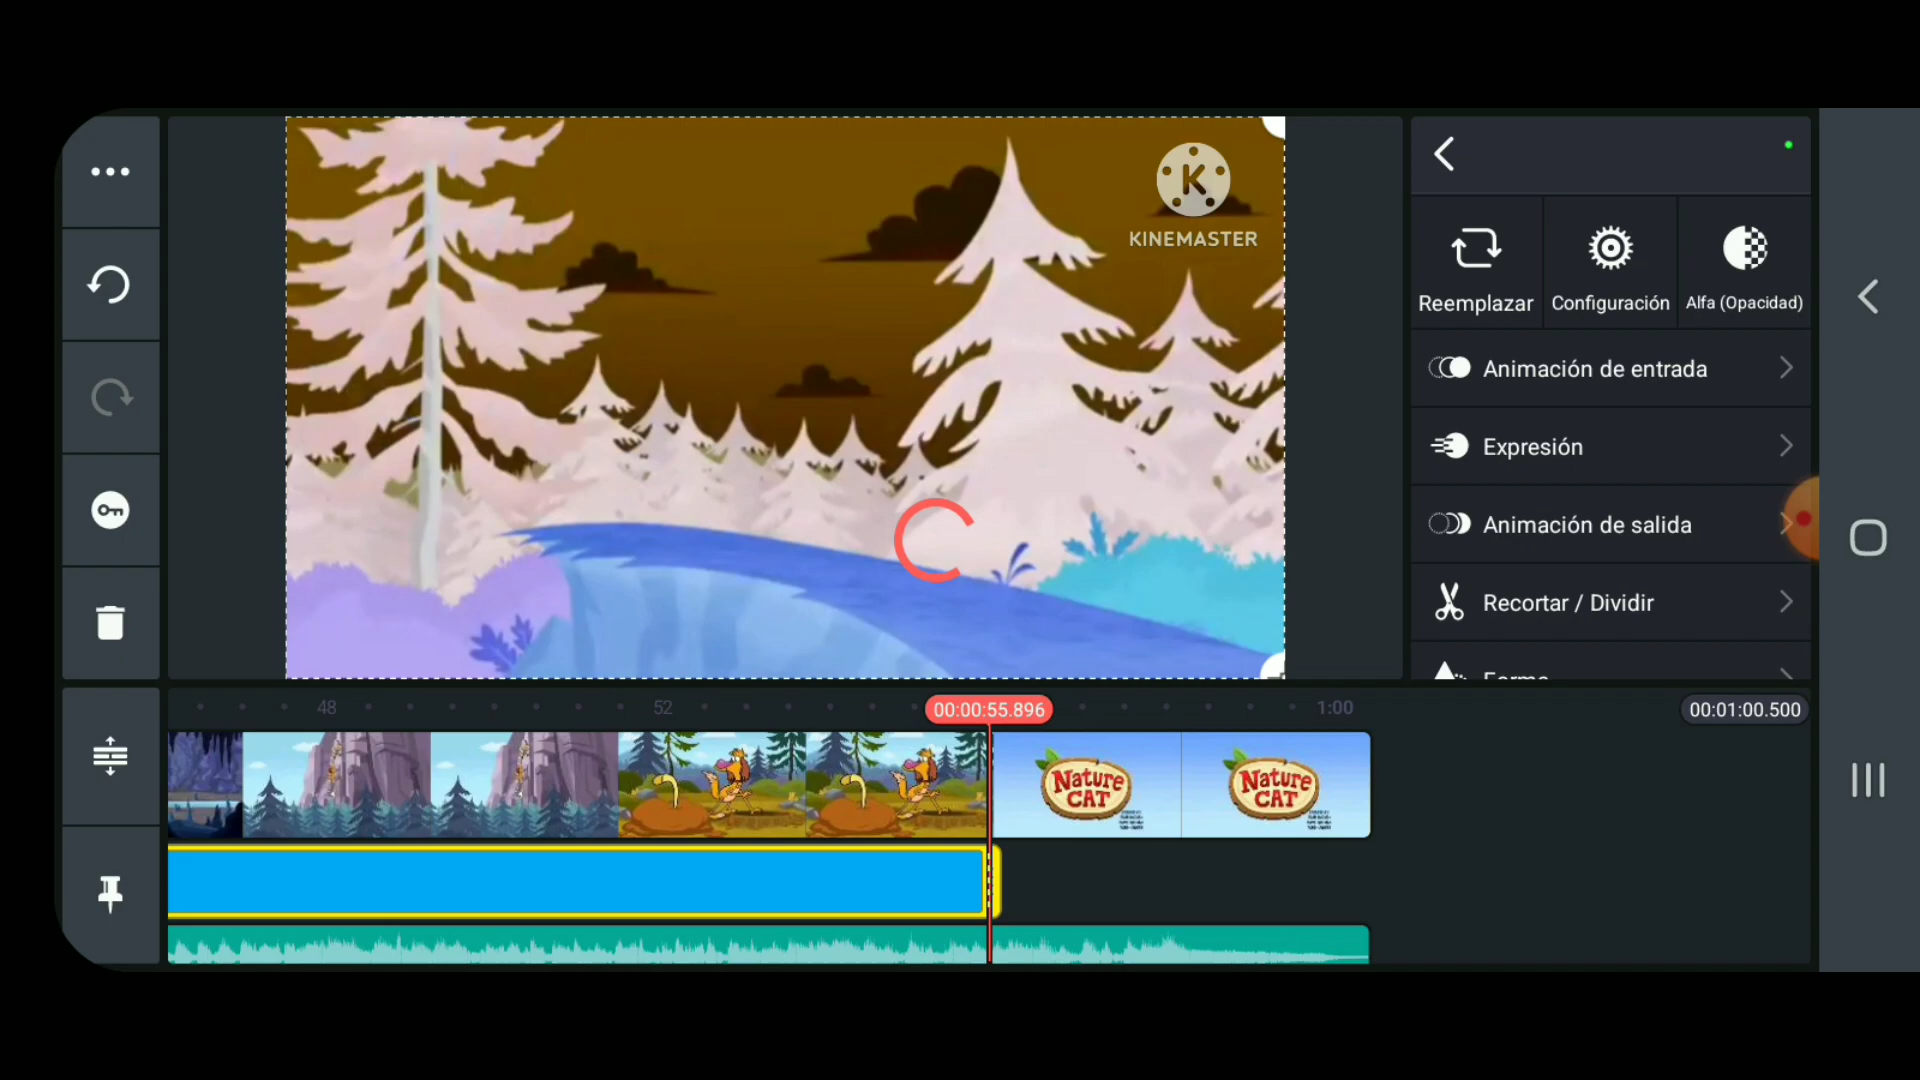 KINEMASTER
Reemplazar
Configuración
Alfa (Opacidad)
Animación de entrada
Expresión
Animación de salida
Recortar / Dividir
Forma
48
52
00:00:55.896
1:00
00:01:00.500
Nature
CAT
Nature
CAT